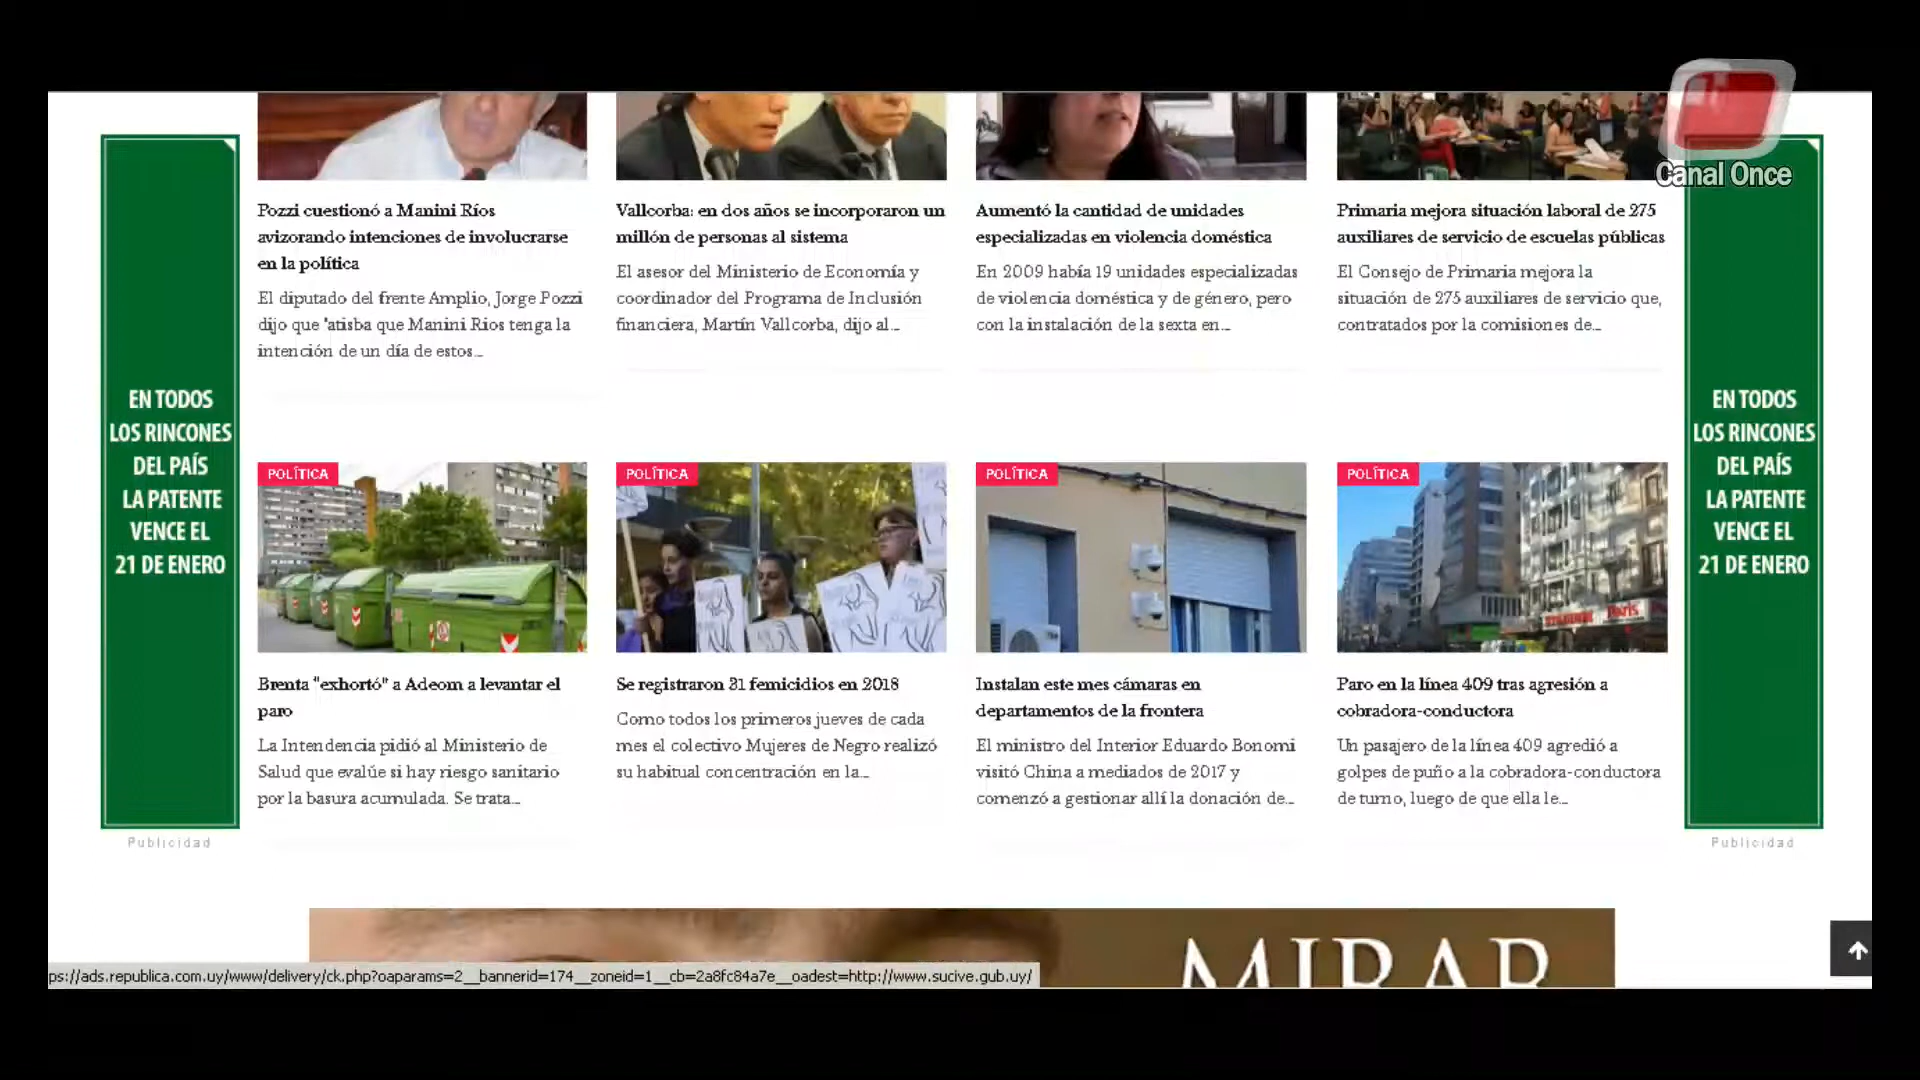 Canal Once
EN TODOS
LOS RINCONES
DEL PAÍS
LA PATENTE
VENCE EL
21 DE ENERO
Publicidad
Pozzi cuestionó a Manini Ríos
avizorando intenciones de involucrarse
en la política
El diputado del frente Amplio, Jorge Pozzi
dijo que "atisba que Manini Rios tenga la
intención de un día de estos...
Vallcorba: en dos años se incorporaron un
millón de personas al sistema
El asesor del Ministerio de Economía y
coordinador del Programa de Inclusión
financiera, Martín Vallcorba, dijo al...
Aumentó la cantidad de unidades
especializadas en violencia doméstica
En 2009 había 19 unidades especializadas
de violencia doméstica y de género, pero
con la instalación de la sexta en...
Primaria mejora situación laboral de 275
auxiliares de servicio de escuelas públicas
El Consejo de Primaria mejora la
situación de 275 auxiliares de servicio que,
contratados por la comisiones de...
POLÍTICA
Brenta "exhortó" a Adeom a levantar el
paro
La Intendencia pidió al Ministerio de
Salud que evalúe si hay riesgo sanitario
por la basura acumulada. Se trata...
POLÍTICA
Se registraron 31 femicidios en 2018
Como todos los primeros jueves de cada
mes el colectivo Mujeres de Negro realizó
su habitual concentración en la...
POLÍTICA
Instalan este mes cámaras en
departamentos de la frontera
El ministro del Interior Eduardo Bonomi
visitó China a mediados de 2017 y
comenzó a gestionar allí la donación de...
POLÍTICA
París
Paro en la línea 409 tras agresión a
cobradora-conductora
Un pasajero de la línea 409 agredió a
golpes de puño a la cobradora-conductora
de turno, luego de que ella le...
EN TODOS
LOS RINCONES
DEL PAÍS
LA PATENTE
VENCE EL
21 DE ENERO
Publicidad
MIRAR
ps://ads.republica.com.uy/www/delivery/ck.php?oaparams=2__bannerid=174__zoneid=1__cb=2a8fc84a7e__oadest=http://www.sucive.gub.uy/